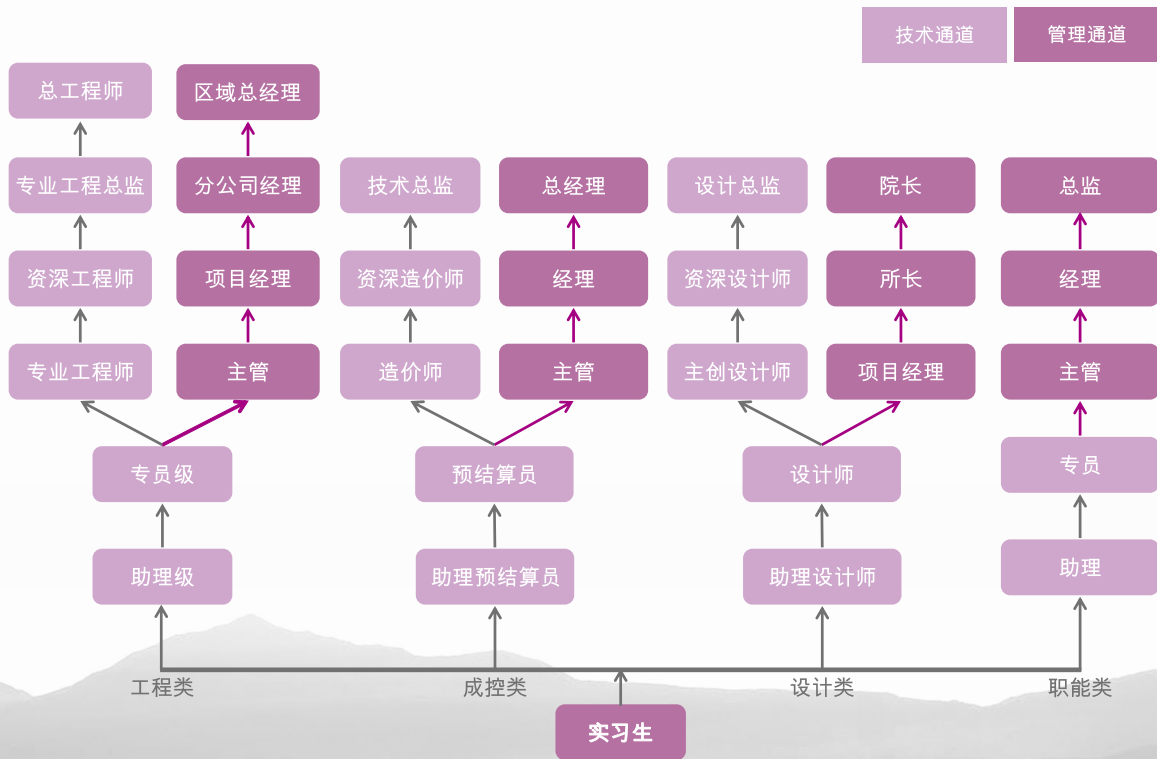 技术通道
管理通道
总工程师
区域总经理
专业工程总监
分公司经理
技术总监
总经理
设计总监
院长
总监
资深工程师
项目经理
资深造价师
经理
资深设计师
所长
经理
专业工程师
主管
造价师
主管
主创设计师
项目经理
主管
专员级
预结算员
设计师
专员
助理级
助理预结算员
助理设计师
助理
工程类
成控类
设计类
职能类
实习生